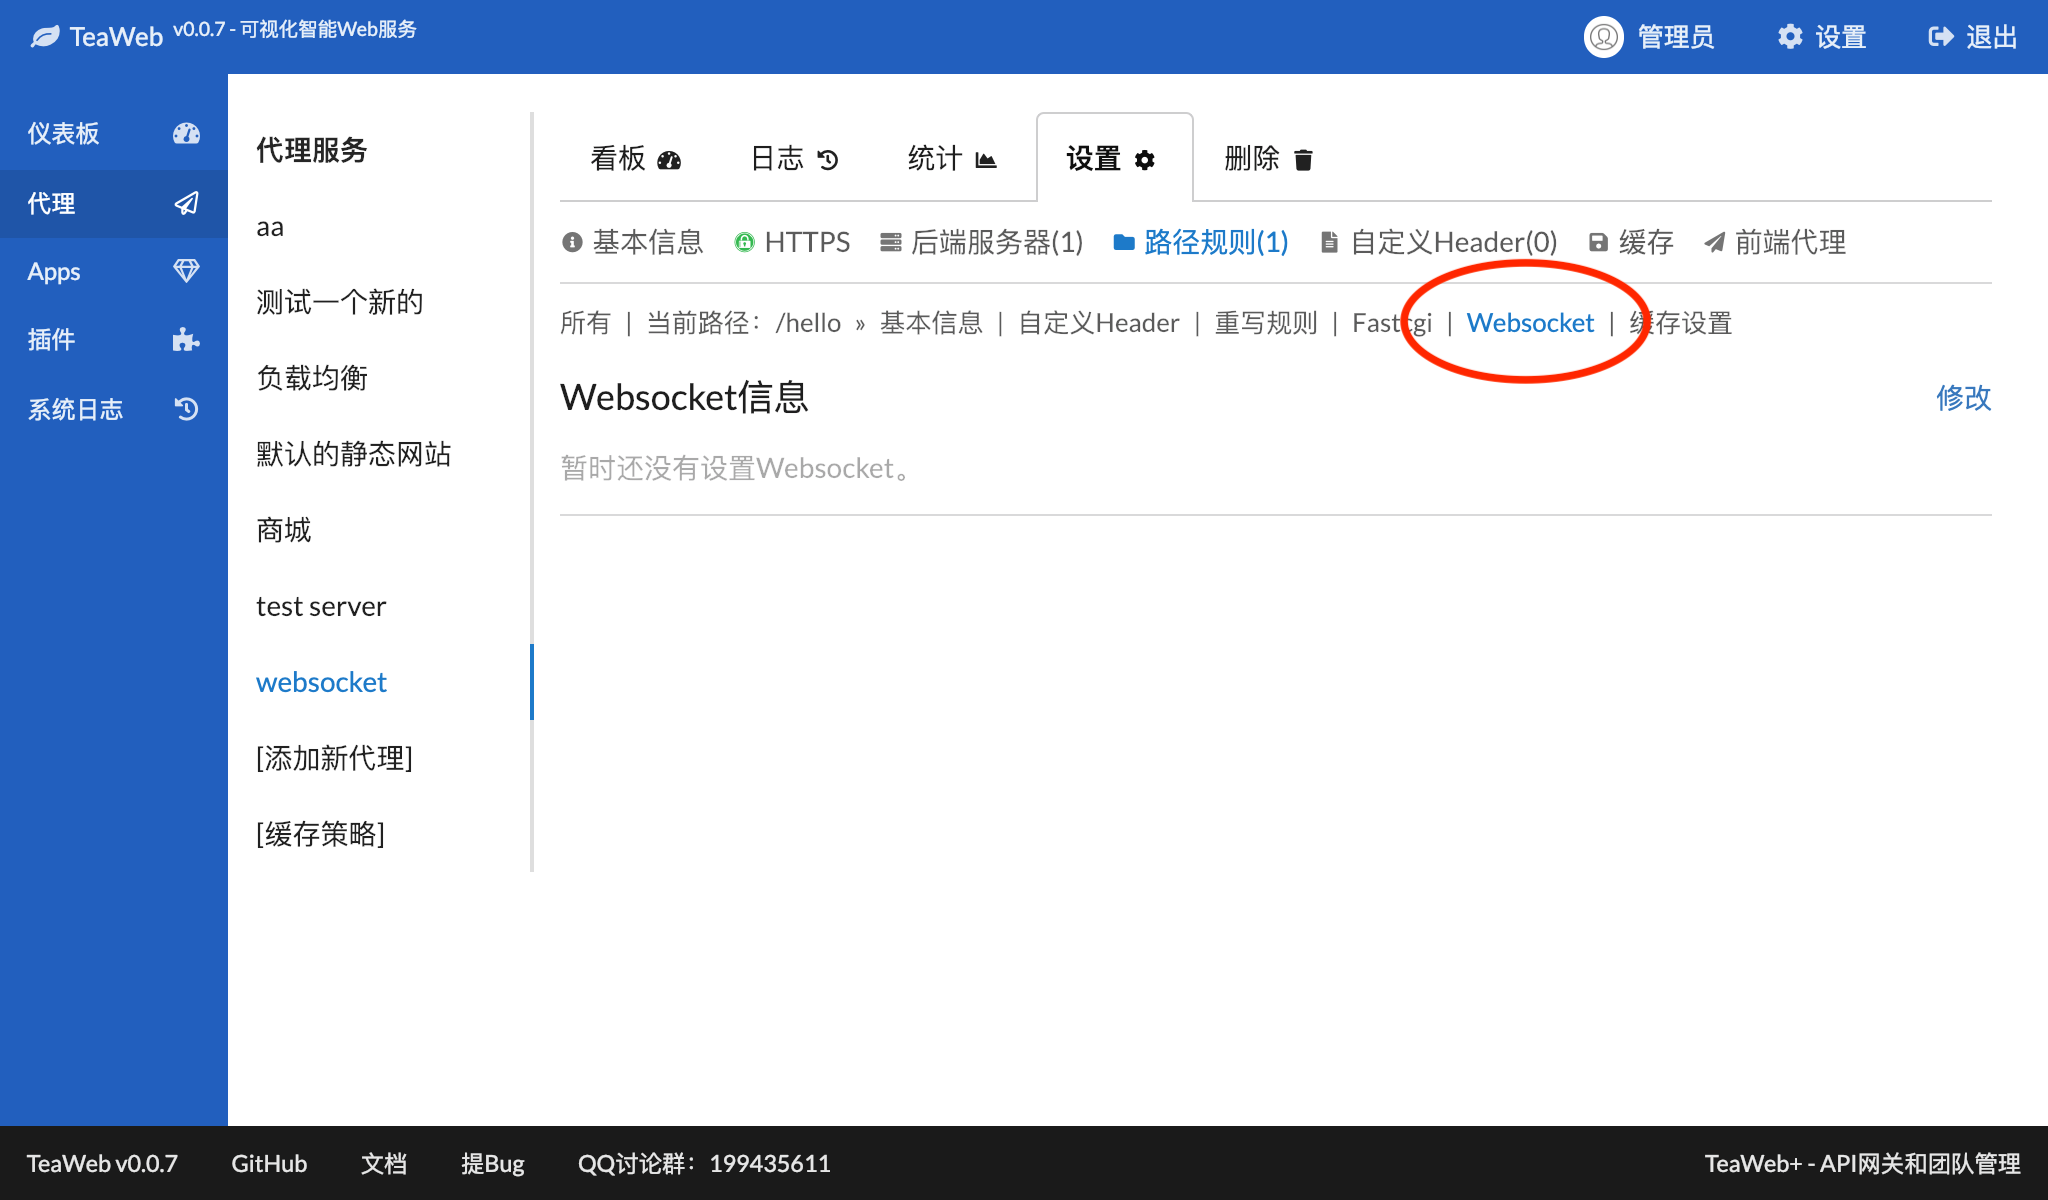 TeaWeb v0.0.7 - 可视化智能Web服务
管理员 设置 退出
仪表板
代理
Apps
插件
系统日志
代理服务
aa
测试一个新的
负载均衡
默认的静态网站
商城
test server
websocket
[添加新代理]
[缓存策略]
看板 日志 统计 设置 删除
基本信息 HTTPS 后端服务器(1) 路径规则(1) 自定义Header(0) 缓存 前端代理
所有 | 当前路径：/hello » 基本信息 | 自定义Header | 重写规则 | Fastcgi | Websocket | 缓存设置
Websocket信息 修改
暂时还没有设置Websocket。
TeaWeb v0.0.7 GitHub 文档 提Bug QQ讨论群：199435611 TeaWeb+ - API网关和团队管理